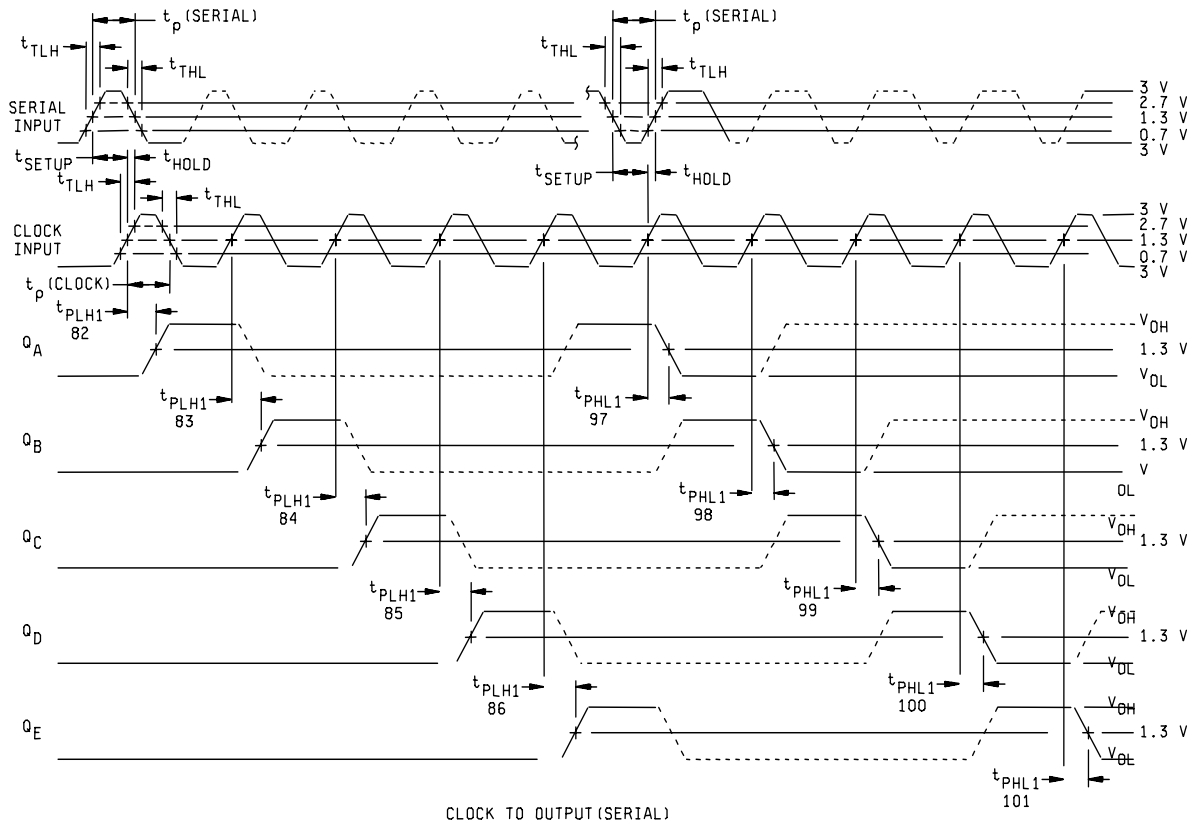 t_p(SERIAL) t_p(SERIAL)
t_TLH t_THL
t_THL t_TLH
SERIAL INPUT
3 V
2.7 V
1.3 V
0.7 V
3 V
t_SETUP t_HOLD t_SETUP t_HOLD
t_TLH
t_THL
CLOCK INPUT
3 V
2.7 V
1.3 V
0.7 V
3 V
t_p(CLOCK)
t_PLH1
82
Q_A
V_OH
1.3 V
V_OL
t_PLH1
83
t_PHL1
97
Q_B
V_OH
1.3 V
V
OL
t_PLH1
84
t_PHL1
98
Q_C
V_OH
1.3 V
V_OL
t_PLH1
85
t_PHL1
99
Q_D
V_OH
1.3 V
V_OL
t_PLH1
86
t_PHL1
100
Q_E
V_OH
1.3 V
V_OL
t_PHL1
101
CLOCK TO OUTPUT(SERIAL)